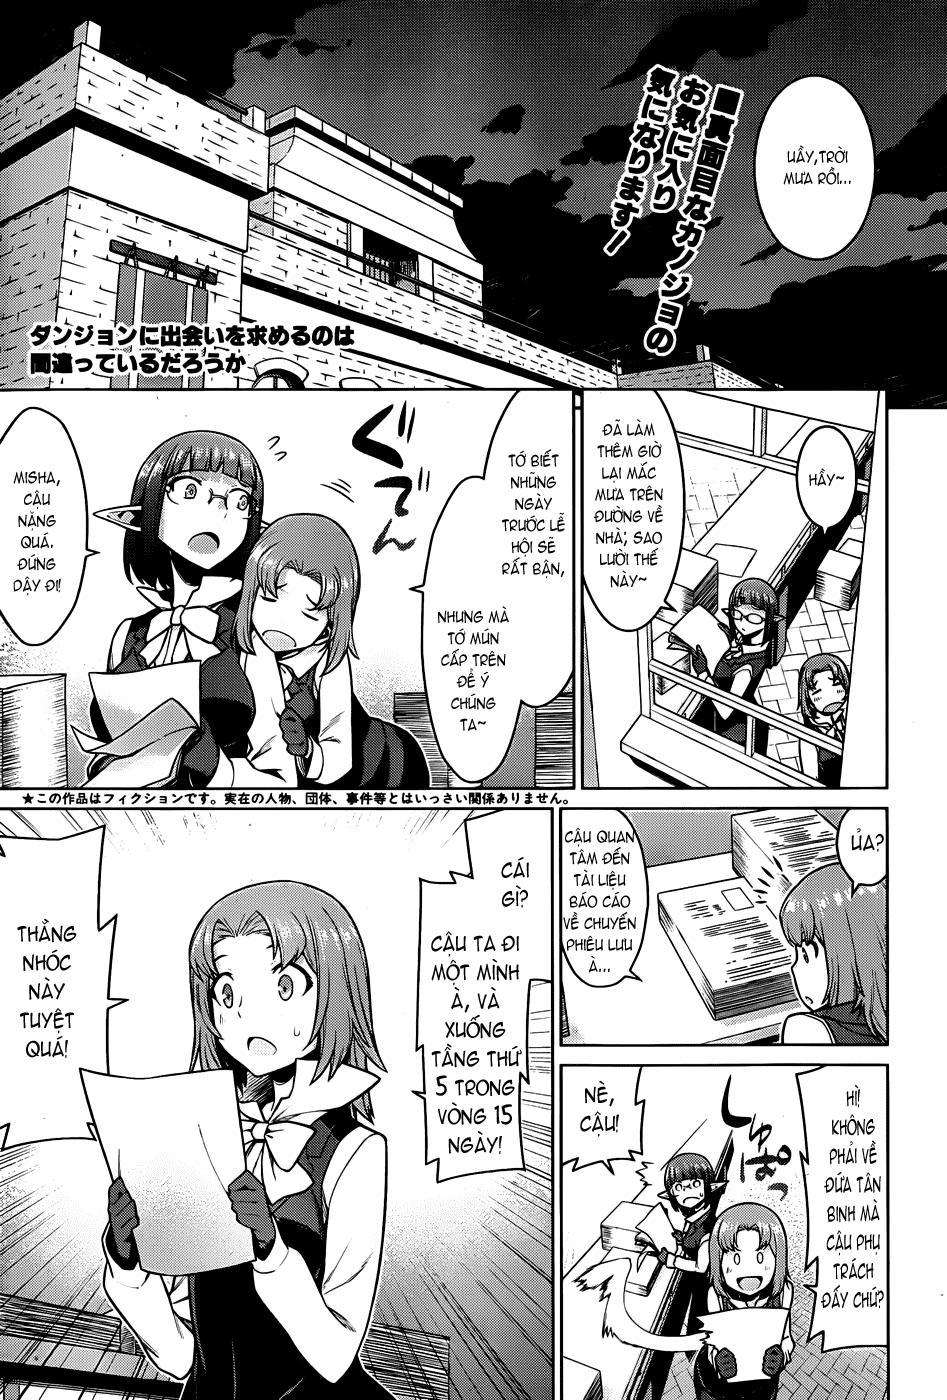 UẦY,TRỜI
MƯA RỒI...
■真面目なカノジョの
お気に入り
気になります!
ダンジョンに出会いを求めるのは
間違っているだろうか
HẦY~
ĐÃ LÀM
THÊM GIỜ
LẠI MẮC
MƯA TRÊN
ĐƯỜNG VỀ
NHÀ; SAO
LƯỜI THẾ
NÀY~
TỚ BIẾT
NHỮNG
NGÀY
TRƯỚC LỄ
HỘI SẼ
RẤT BẬN,
NHƯNG MÀ
TỚ MÚN
CẤP TRÊN
ĐỂ Ý
CHÚNG
TA~
ぐでん
MISHA,
CẬU
NẶNG
QUÁ.
ĐỨNG
DẬY ĐI!
★この作品はフィクションです。実在の人物、団体、事件等とはいっさい関係ありません。
ỦA?
CẬU QUAN
TÂM ĐẾN
TÀI LIỆU
BÁO CÁO
VỀ CHUYẾN
PHIÊU LƯU
À...
HÌ!
KHÔNG
PHẢI VỀ
ĐỨA TÂN
BINH MÀ
CẬU PHỤ
TRÁCH
ĐẤY CHỨ?
しゅぱっ
NÈ,
CẬU!
CÁI
GÌ?
CẬU TA ĐI
MỘT MÌNH
À, VÀ
XUỐNG
TẦNG THỨ
5 TRONG
VÒNG 15
NGÀY!
THẰNG
NHÓC
NÀY
TUYỆT
QUÁ!